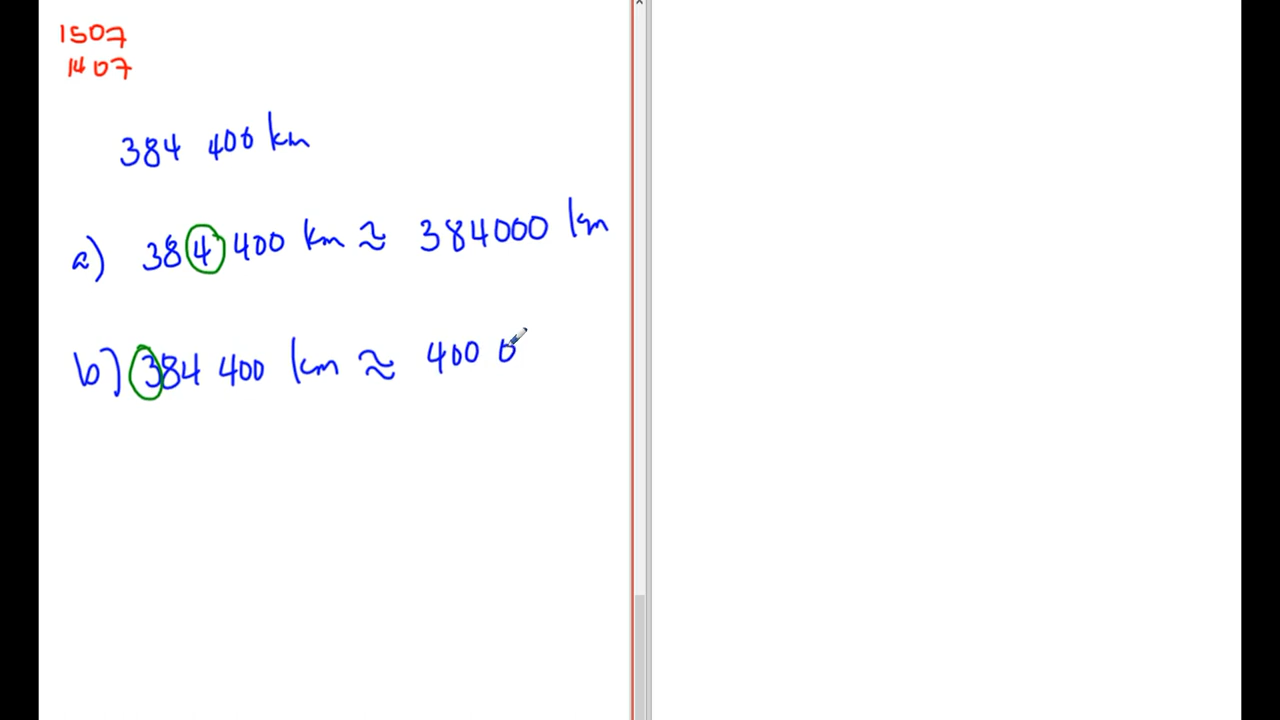 1507
1407
384 400 km
a) 384 400 km ≈ 384000 km
b) 384 400 km ≈ 400 0